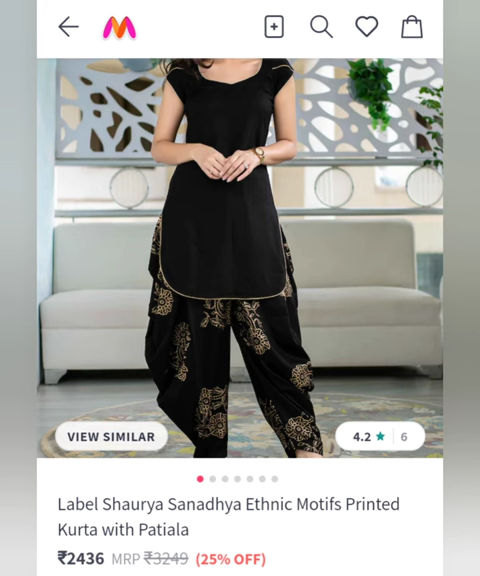 VIEW SIMILAR
4.2 ★ | 6
Label Shaurya Sanadhya Ethnic Motifs Printed
Kurta with Patiala
₹2436 MRP ₹3249 (25% OFF)